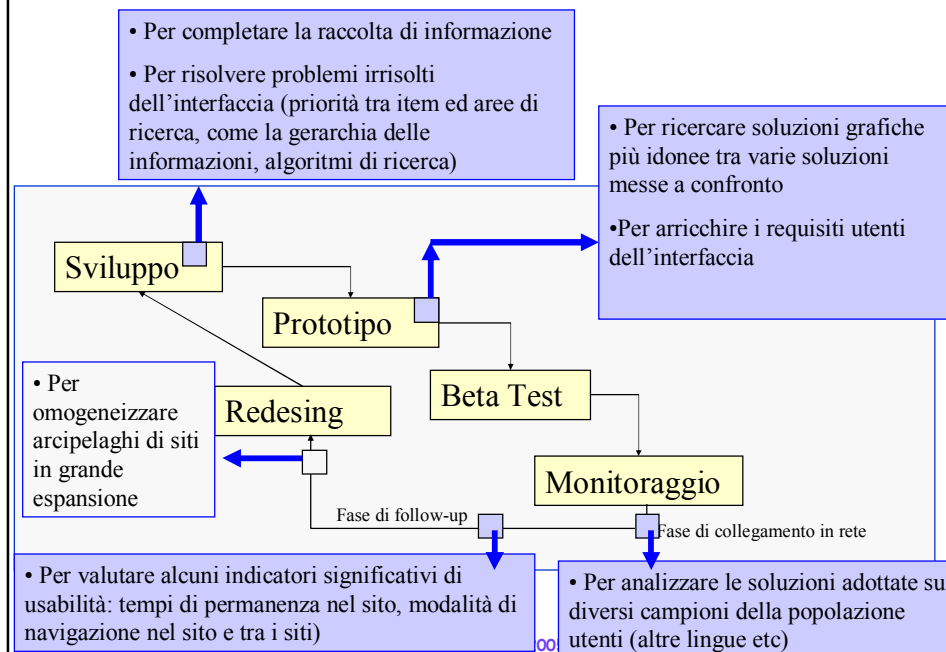 • Per completare la raccolta di informazione
• Per risolvere problemi irrisolti
dell'interfaccia (priorità tra item ed aree di
ricerca, come la gerarchia delle
informazioni, algoritmi di ricerca)
• Per ricercare soluzioni grafiche
più idonee tra varie soluzioni
messe a confronto
•Per arricchire i requisiti utenti
dell'interfaccia
Sviluppo
Prototipo
Beta Test
Monitoraggio
Redesing
• Per
omogeneizzare
arcipelaghi di siti
in grande
espansione
Fase di follow-up
Fase di collegamento in rete
• Per valutare alcuni indicatori significativi di
usabilità: tempi di permanenza nel sito, modalità di
navigazione nel sito e tra i siti)
• Per analizzare le soluzioni adottate su
diversi campioni della popolazione
utenti (altre lingue etc)